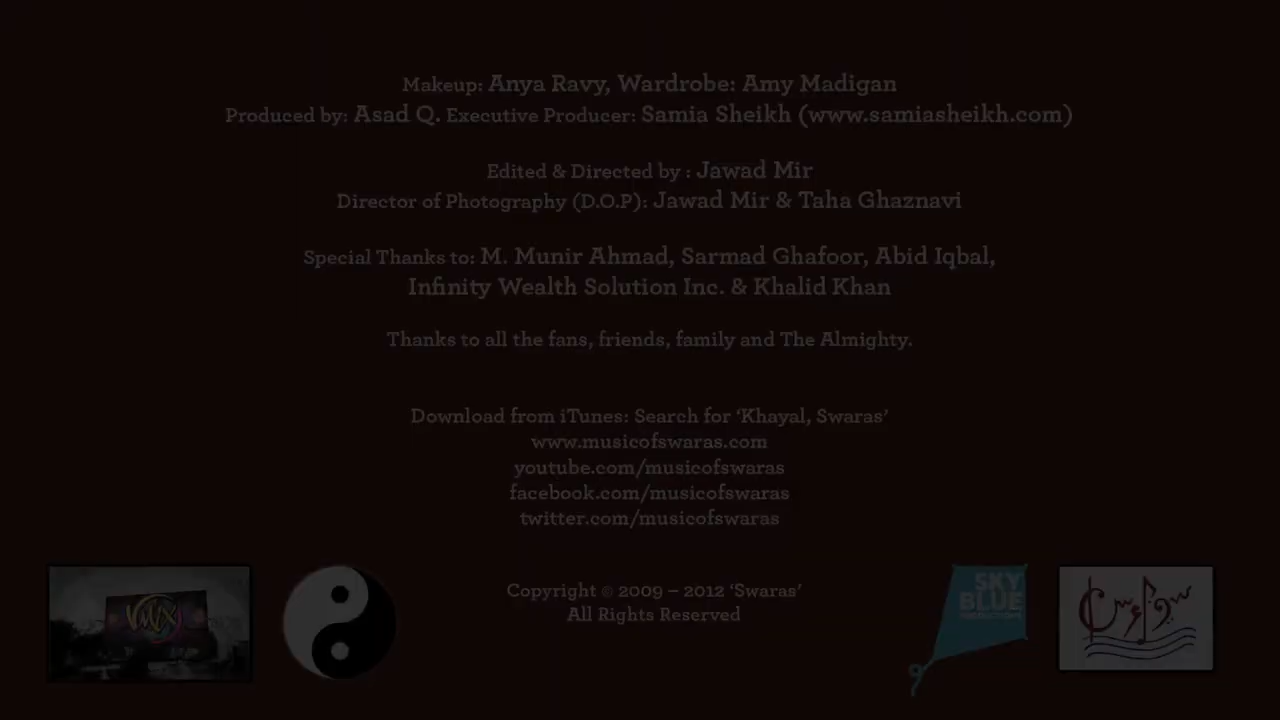 Makeup: Anya Ravy, Wardrobe: Amy Madigan
Produced by: Asad Q. Executive Producer: Samia Sheikh (www.samiasheikh.com)
Edited & Directed by : Jawad Mir
Director of Photography (D.O.P): Jawad Mir & Taha Ghaznavi
Special Thanks to: M. Munir Ahmad, Sarmad Ghafoor, Abid Iqbal,
Infinity Wealth Solution Inc. & Khalid Khan
Thanks to all the fans, friends, family and The Almighty.
Download from iTunes: Search for ‘Khayal, Swaras’
www.musicofswaras.com
youtube.com/musicofswaras
facebook.com/musicofswaras
twitter.com/musicofswaras
Copyright © 2009 – 2012 ‘Swaras’
All Rights Reserved
SKY
BLUE